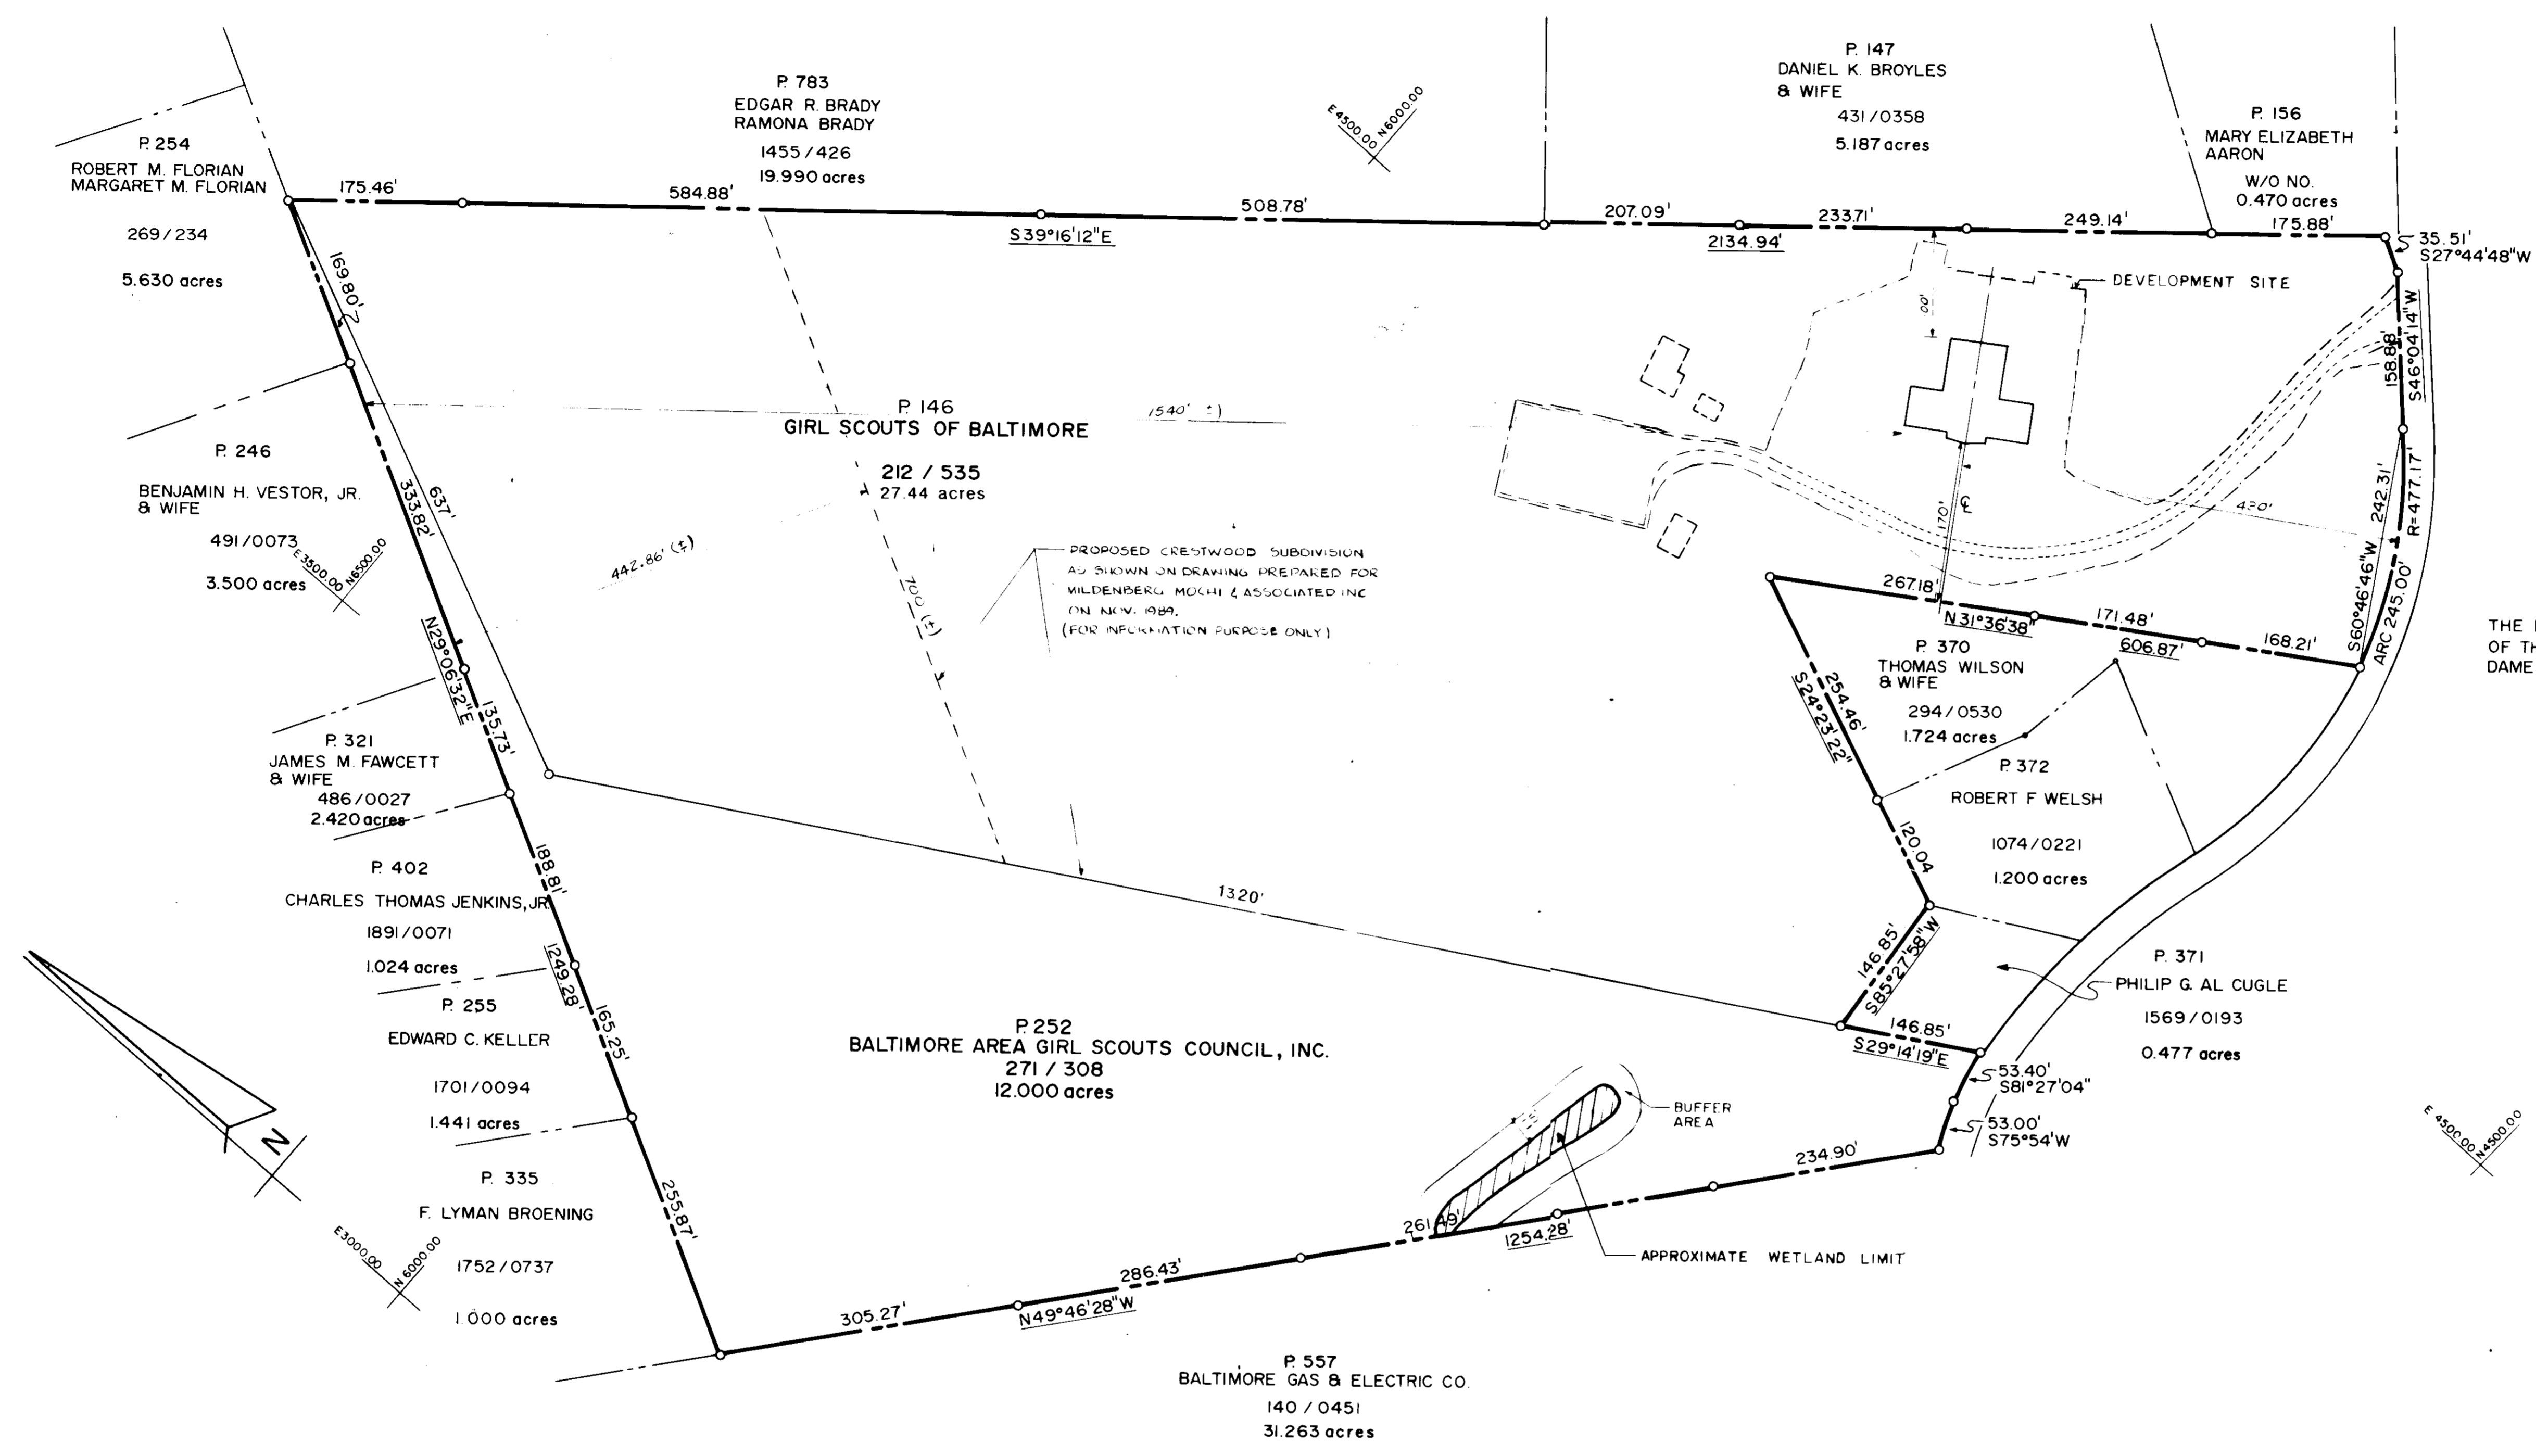 P. 783
EDGAR R. BRADY
RAMONA BRADY
1455/426
19.990 acres
E 4500.00
N 6000.00
P. 147
DANIEL K. BROYLES
& WIFE
431/0358
5.187 acres
P. 156
MARY ELIZABETH
AARON
W/O NO.
0.470 acres
P. 254
ROBERT M. FLORIAN
MARGARET M. FLORIAN
269/234
5.630 acres
175.46'
584.88'
508.78'
S39°16'12"E
207.09'
2134.94'
233.71'
249.14'
175.88'
35.51'
S27°44'48"W
DEVELOPMENT SITE
158.88'
S46°04'14"W
169.80'
P. 146
GIRL SCOUTS OF BALTIMORE
212 / 535
27.44 acres
1540' ±)
P. 246
BENJAMIN H. VESTOR, JR.
& WIFE
491/0073
3.500 acres
E 3500.00
N6500.00
333.82'
637'
N29°06'32"E
442.86' (±)
700 (±)
PROPOSED CRESTWOOD SUBDIVISION
AS SHOWN ON DRAWING PREPARED FOR
MILDENBERG MOCHI & ASSOCIATED INC
ON NOV. 1989.
(FOR INFORMATION PURPOSE ONLY)
170'
430'
242.31'
R=477.17'
S60°46'46"W
ARC 245.00'
267.18'
N31°36'38"
171.48'
606.87'
168.21'
P. 370
THOMAS WILSON
& WIFE
294/0530
1.724 acres
254.46'
S24°23'22"
THE
OF
DAME
P. 321
JAMES M. FAWCETT
& WIFE
486/0027
2.420 acres
135.73'
P. 372
ROBERT F WELSH
1074/0221
1.200 acres
120.04
P. 402
CHARLES THOMAS JENKINS, JR.
1891/0071
1.024 acres
188.81'
1249.28'
13.20'
146.85'
S85°27'58"W
P. 371
PHILIP G. AL CUGLE
1569/0193
0.477 acres
P. 255
EDWARD C. KELLER
1701/0094
1.441 acres
165.25'
P. 252
BALTIMORE AREA GIRL SCOUTS COUNCIL, INC.
271 / 308
12.000 acres
146.85'
S29°14'19"E
53.40'
S81°27'04"
53.00'
S75°54'W
BUFFER
AREA
E 4500.00
N4500.00
N
P. 335
F. LYMAN BROENING
1752/0737
1.000 acres
E 3000.00
N 6000.00
255.87'
234.90'
261.49'
1254.28'
APPROXIMATE WETLAND LIMIT
286.43'
N49°46'28"W
305.27'
P. 557
BALTIMORE GAS & ELECTRIC CO.
140 / 0451
31.263 acres